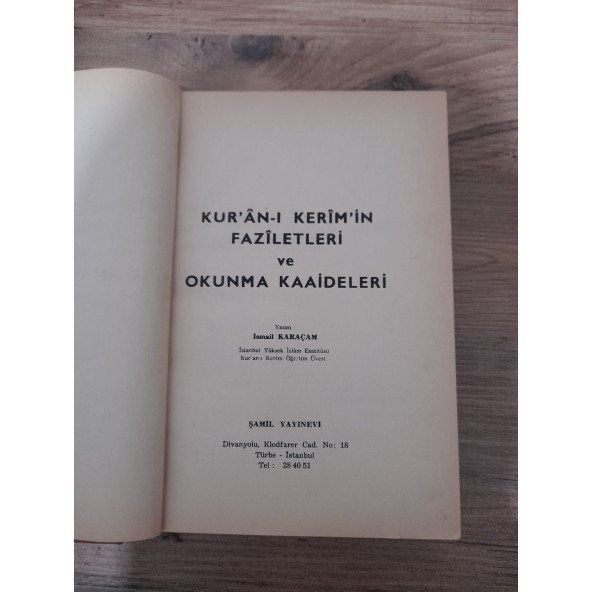 KUR'ÂN-I KERÎM'İN
FAZÎLETLERİ
ve
OKUNMA KAAİDELERİ
Yazan :
İsmail KARAÇAM
İstanbul Yüksek İslâm Enstitüsü
Kur'an-ı Kerim Öğretim Üyesi
ŞAMİL YAYINEVİ
Divanyolu, Klodfarer Cad. No: 18
Türbe - İstanbul
Tel : 28 40 51